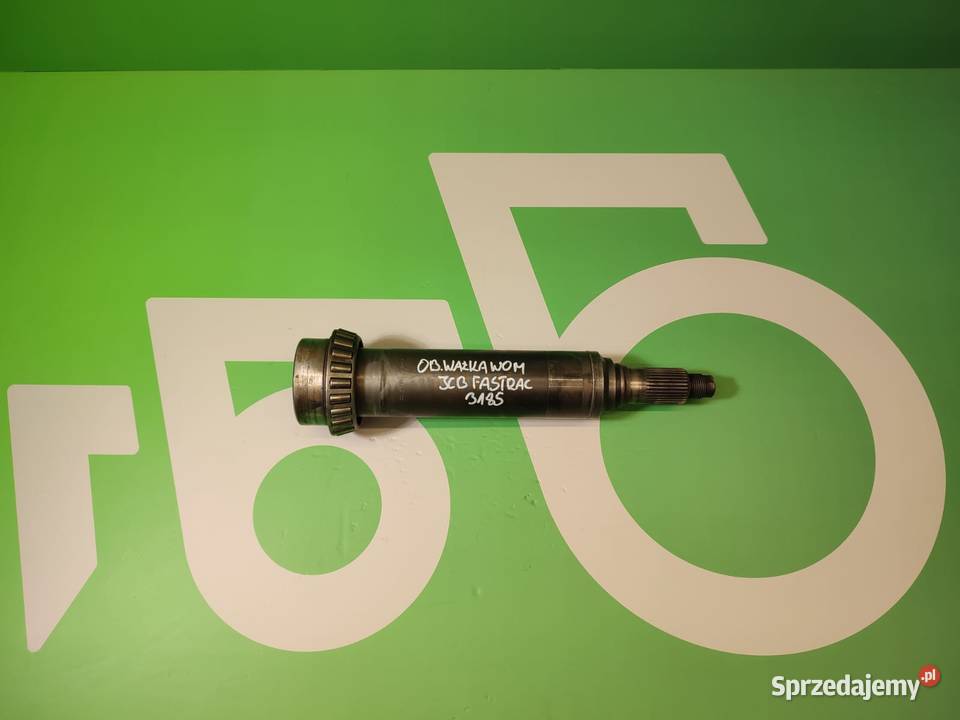 OB.WAŁKA WOM
JCB FASTRAC
3185
Sprzedajemy.pl